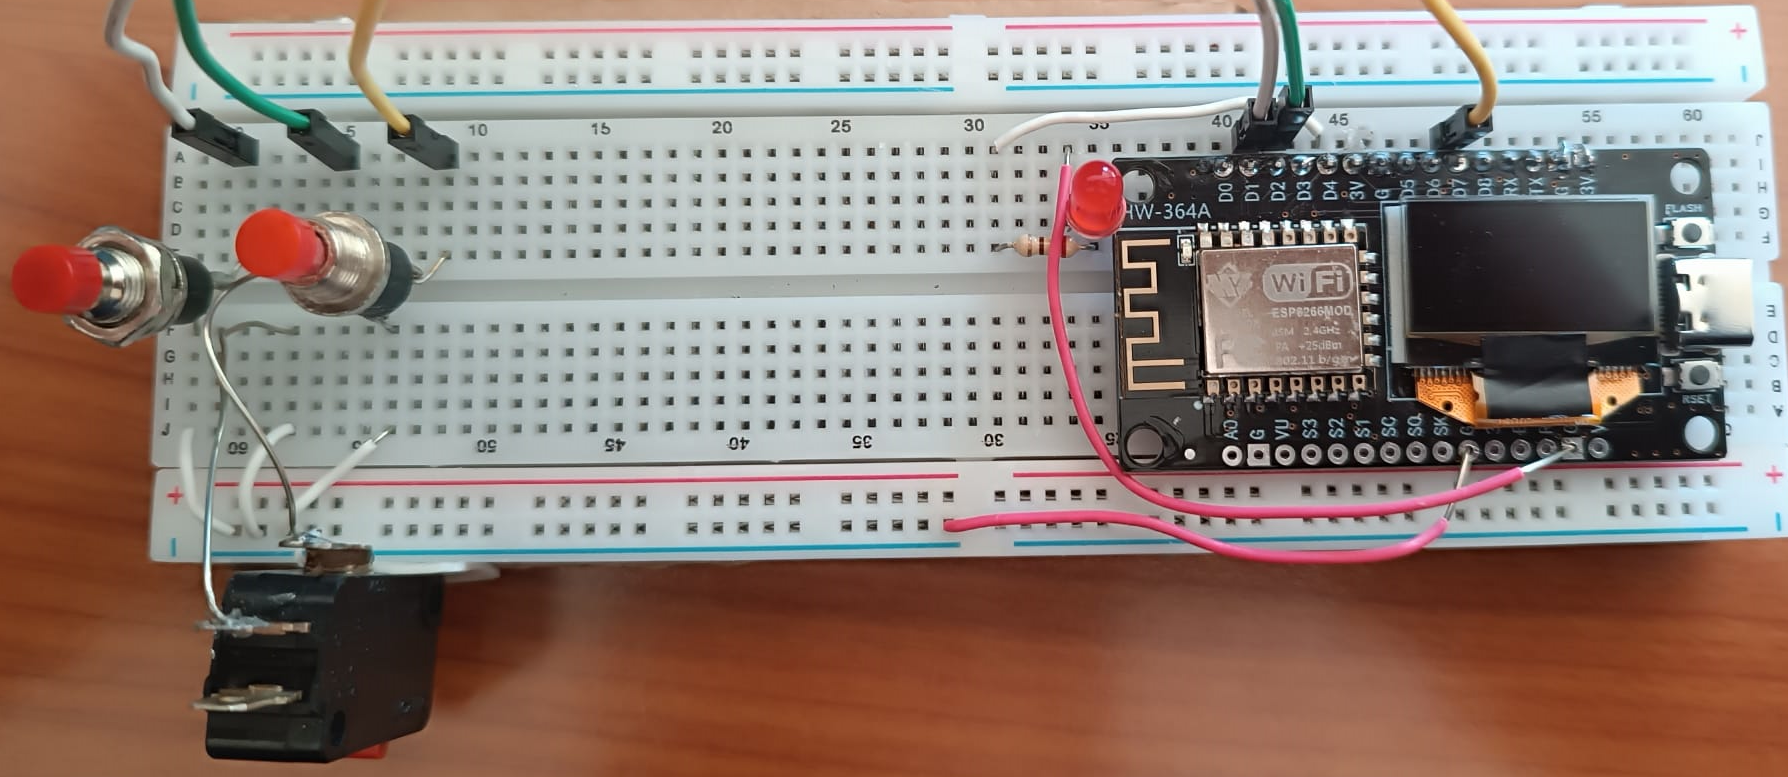 +
5 10 15 20 25 30 35 40 45 55 60
A
B
C
D
J
I
H
G
F
D0 D1 D2 D3 D4 3V G D5 D6 D7 D8 RX TX G 3V
HW-364A
FLASH
WiFi
ESP8266MOD
ISM 2.4GHz
PA +25dBm
802.11 b/g/n
E
D
C
B
A
F
G
H
I
J
RSET
A0 G VU S3 S2 S1 SC SO SK G
60 50 45 40 35 30
+ +